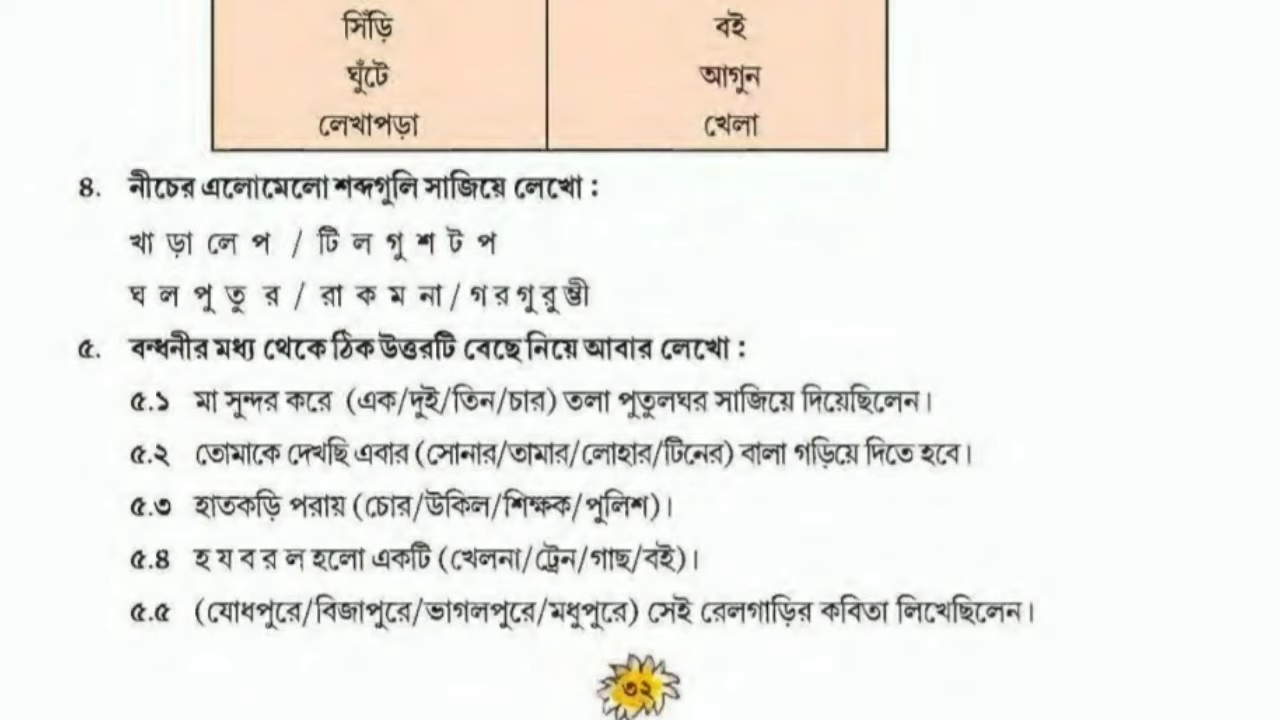 সিঁড়ি বই
ঘুঁটে আগুন
লেখাপড়া খেলা
৪. নীচের এলোমেলো শব্দগুলি সাজিয়ে লেখো :
খা ড়া লে প / টি ল গু শ ট প
ঘ ল পু তু র / রা ক ম না / গ র গু রু ম্ভী
৫. বন্ধনীর মধ্য থেকে ঠিক উত্তরটি বেছে নিয়ে আবার লেখো :
৫.১ মা সুন্দর করে (এক/দুই/তিন/চার) তলা পুতুলঘর সাজিয়ে দিয়েছিলেন।
৫.২ তোমাকে দেখছি এবার (সোনার/তামার/লোহার/টিনের) বালা গড়িয়ে দিতে হবে।
৫.৩ হাতকড়ি পরায় (চোর/উকিল/শিক্ষক/পুলিশ)।
৫.৪ হ য ব র ল হলো একটি (খেলনা/ট্রেন/গাছ/বই)।
৫.৫ (যোধপুরে/বিজাপুরে/ভাগলপুরে/মধুপুরে) সেই রেলগাড়ির কবিতা লিখেছিলেন।
৩২